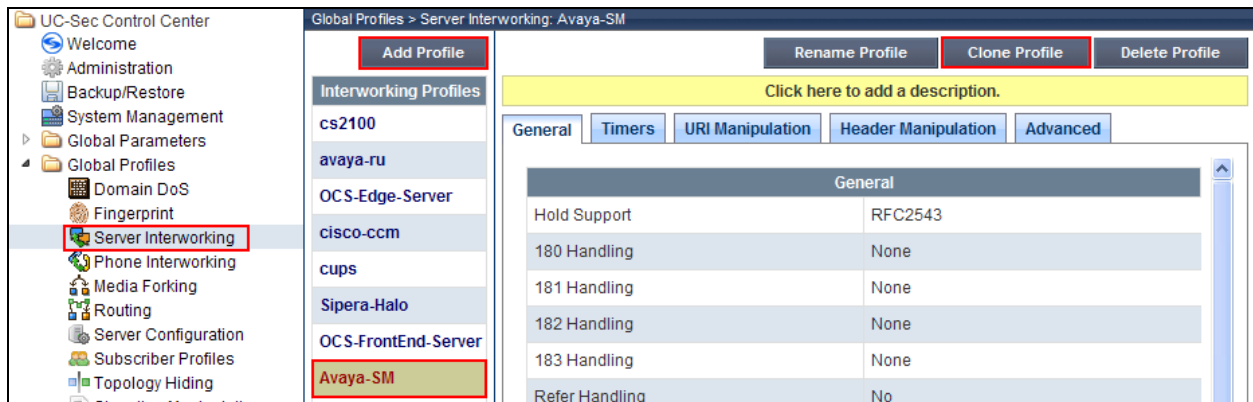 UC-Sec Control Center
Welcome
Administration
Backup/Restore
System Management
Global Parameters
Global Profiles
Domain DoS
Fingerprint
Server Interworking
Phone Interworking
Media Forking
Routing
Server Configuration
Subscriber Profiles
Topology Hiding
Global Profiles > Server Interworking: Avaya-SM
Add Profile
Rename Profile
Clone Profile
Delete Profile
Interworking Profiles
cs2100
avaya-ru
OCS-Edge-Server
cisco-ccm
cups
Sipera-Halo
OCS-FrontEnd-Server
Avaya-SM
Click here to add a description.
General Timers URI Manipulation Header Manipulation Advanced
General
Hold Support RFC2543
180 Handling None
181 Handling None
182 Handling None
183 Handling None
Refer Handling No